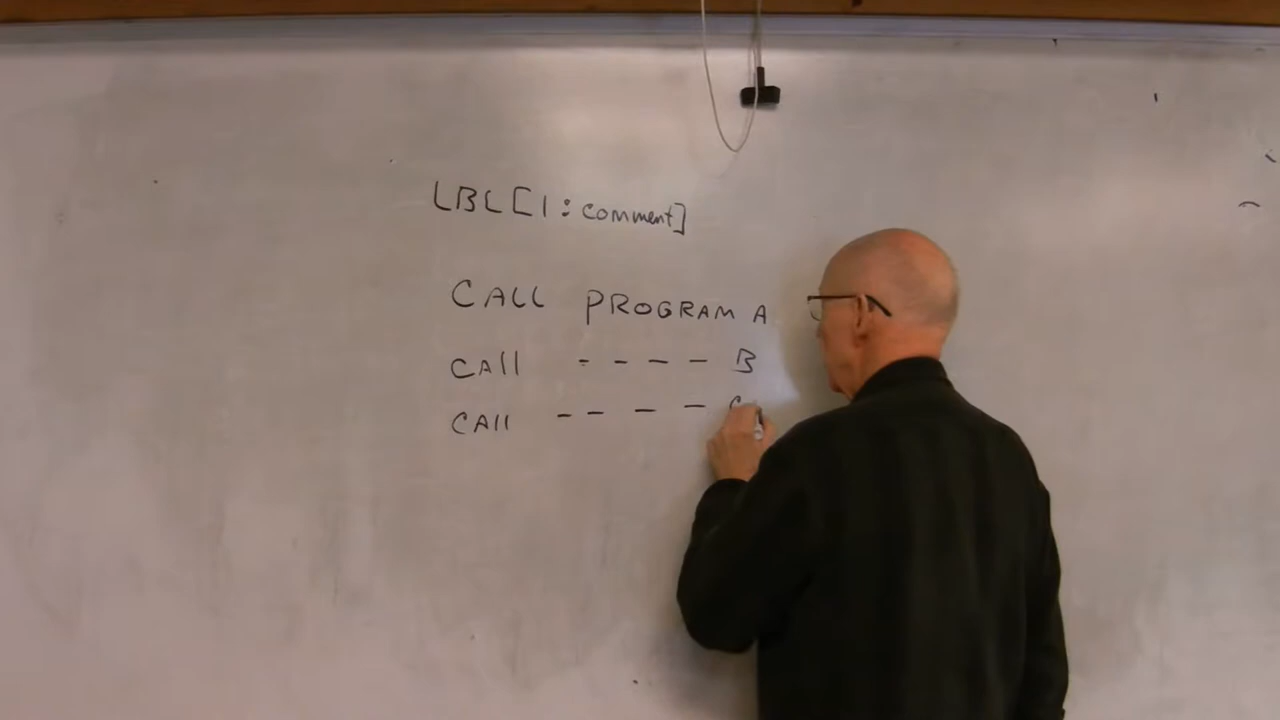 LBL[1:comment]
CALL PROGRAM A
CAll - - - - B
CAll - - - - C